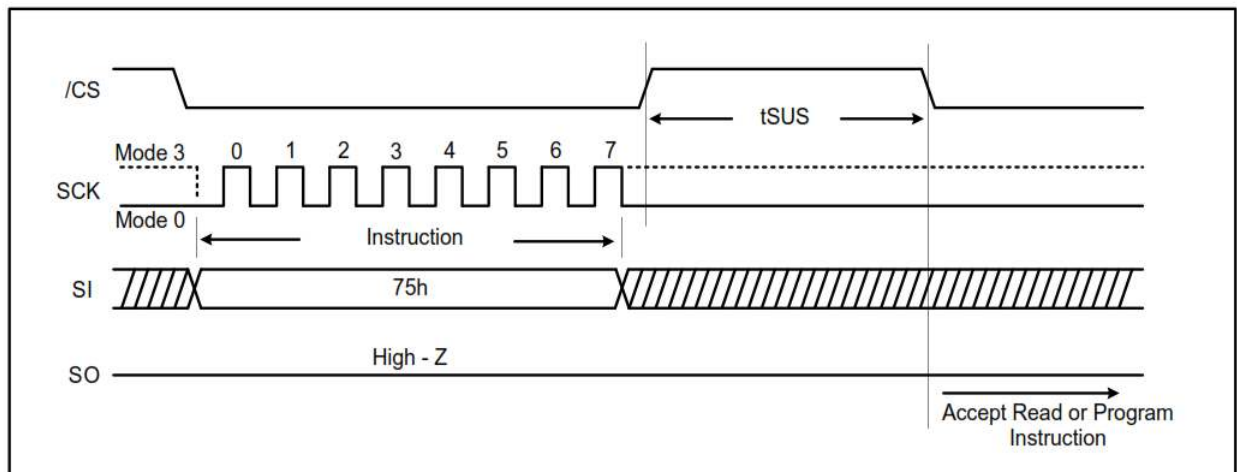 /CS
tSUS
Mode 3
0 1 2 3 4 5 6 7
SCK
Mode 0
Instruction
SI
75h
High - Z
SO
Accept Read or Program
Instruction